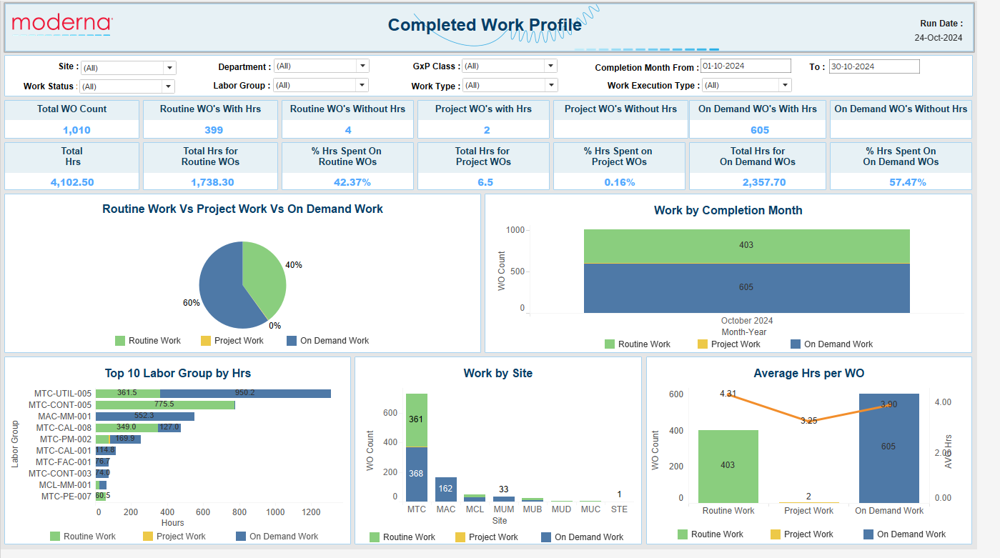 moderna
Completed Work Profile
Run Date :
24-Oct-2024
Site : (All)
Department : (All)
GxP Class : (All)
Completion Month From : 01-10-2024
To : 30-10-2024
Work Status : (All)
Labor Group : (All)
Work Type : (All)
Work Execution Type : (All)
Total WO Count
Routine WO's With Hrs
Routine WO's Without Hrs
Project WO's with Hrs
Project WO's Without Hrs
On Demand WO's With Hrs
On Demand WO's Without Hrs
1,010
399
4
2
605
Total
Hrs
Total Hrs for
Routine WOs
% Hrs Spent On
Routine WOs
Total Hrs for
Project WOs
% Hrs Spent on
Project WOs
Total Hrs for
On Demand WOs
% Hrs Spent On
On Demand WOs
4,102.50
1,738.30
42.37%
6.5
0.16%
2,357.70
57.47%
Routine Work Vs Project Work Vs On Demand Work
40%
60%
0%
Routine Work
Project Work
On Demand Work
Work by Completion Month
WO Count
1000
500
0
403
605
October 2024
Month-Year
Routine Work
Project Work
On Demand Work
Top 10 Labor Group by Hrs
Labor Group
MTC-UTIL-005 361.5 950.2
MTC-CONT-005 775.5
MAC-MM-001 552.3
MTC-CAL-008 349.0 127.0
MTC-PM-002 169.9
MTC-CAL-001 114.8
MTC-FAC-001 76.7
MTC-CONT-003 74.0
MCL-MM-001
MTC-PE-007 60.5
0 200 400 600 800 1000 1200
Hours
Routine Work
Project Work
On Demand Work
Work by Site
WO Count
600
400
200
0
361
368
162
33
1
MTC MAC MCL MUM MUB MUD MUC STE
Site
Routine Work
Project Work
On Demand Work
Average Hrs per WO
WO Count
600
400
200
0
4.31
3.25
3.90
403
2
605
4.00
2.00
0.00
AVG Hrs
Routine Work
Project Work
On Demand Work
Routine Work
Project Work
On Demand Work